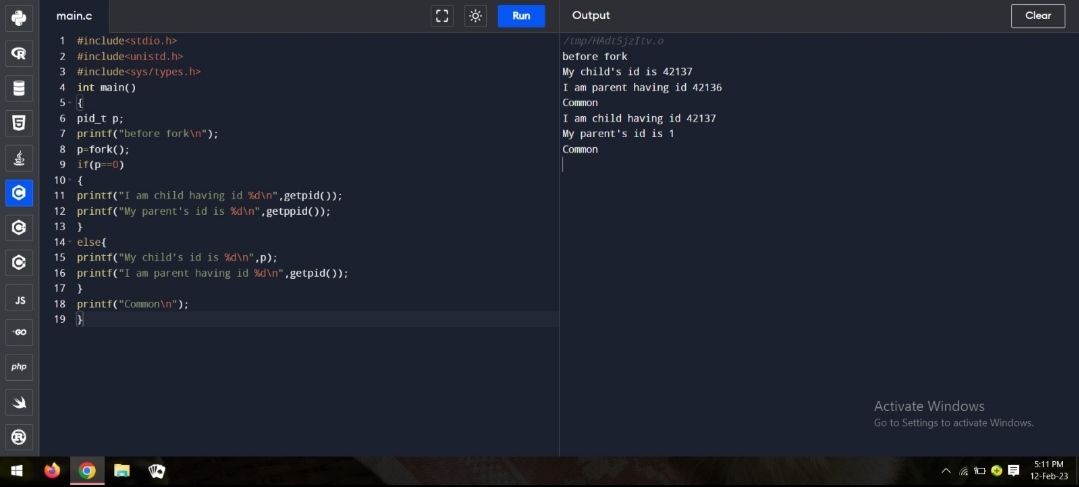 main.c
Run
Output
Clear
1 #include<stdio.h>
2 #include<unistd.h>
3 #include<sys/types.h>
4 int main()
5 {
6 pid_t p;
7 printf("before fork\n");
8 p=fork();
9 if(p==0)
10 {
11 printf("I am child having id %d\n",getpid());
12 printf("My parent's id is %d\n",getppid());
13 }
14 else{
15 printf("My child's id is %d\n",p);
16 printf("I am parent having id %d\n",getpid());
17 }
18 printf("Common\n");
19 }
/tmp/HAdt5jzItv.o
before fork
My child's id is 42137
I am parent having id 42136
Common
I am child having id 42137
My parent's id is 1
Common
JS
GO
php
Activate Windows
Go to Settings to activate Windows.
5:11 PM
12-Feb-23